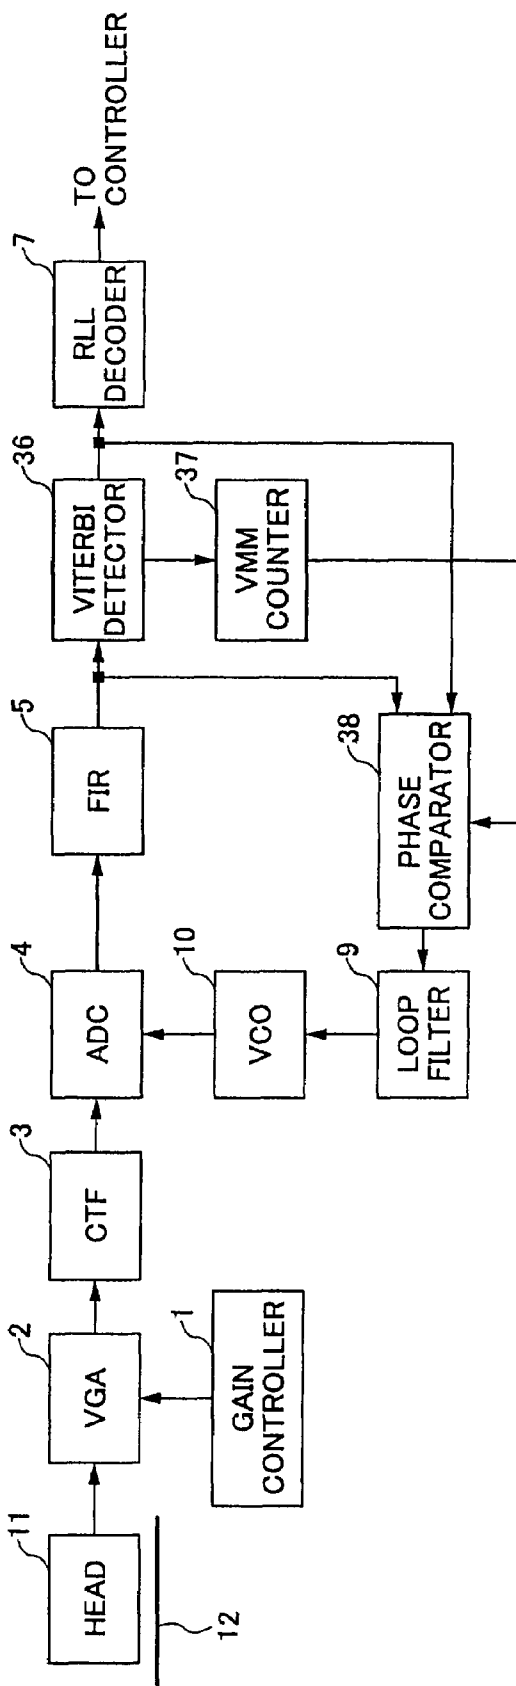 11
HEAD
12
2
VGA
1
GAIN
CONTROLLER
3
CTF
4
ADC
10
VCO
9
LOOP
FILTER
5
FIR
38
PHASE
COMPARATOR
36
VITERBI
DETECTOR
37
VMM
COUNTER
7
RLL
DECODER
TO
CONTROLLER